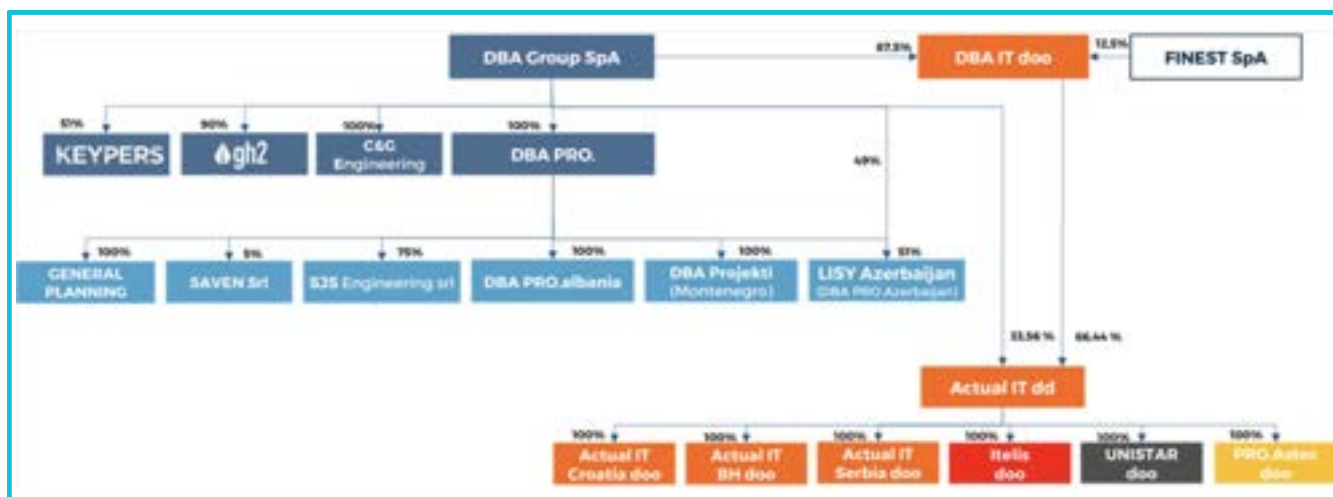 DBA Group SpA
87,5%
DBA IT doo
12,5%
FINEST SpA
51%
90%
100%
100%
KEYPERS
gh2
C&G
Engineering
DBA PRO.
49%
100%
5%
75%
100%
100%
51%
GENERAL
PLANNING
SAVEN Srl
SJS Engineering srl
DBA PRO.albania
DBA Projekti
(Montenegro)
LISY Azerbaijan
(DBA PRO.Azerbaijan)
33,56 %
66,44 %
Actual IT dd
100%
100%
100%
100%
100%
100%
Actual IT
Croatia doo
Actual IT
BH doo
Actual IT
Serbia doo
Itelis
doo
UNISTAR
doo
PRO.Astec
doo